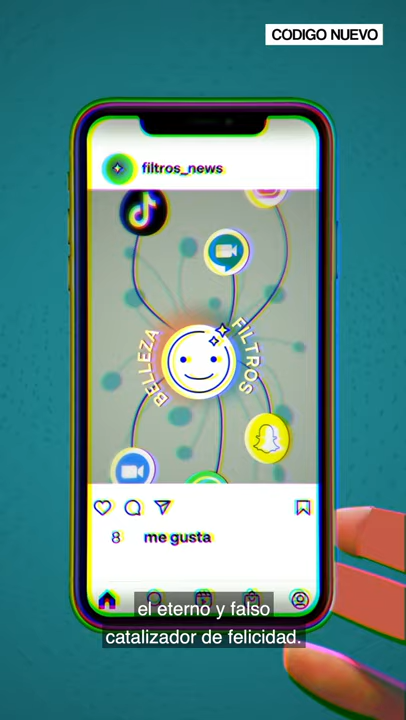 CODIGO NUEVO
filtros_news
BELLEZA
FILTROS
8 me gusta
el eterno y falso
catalizador de felicidad.